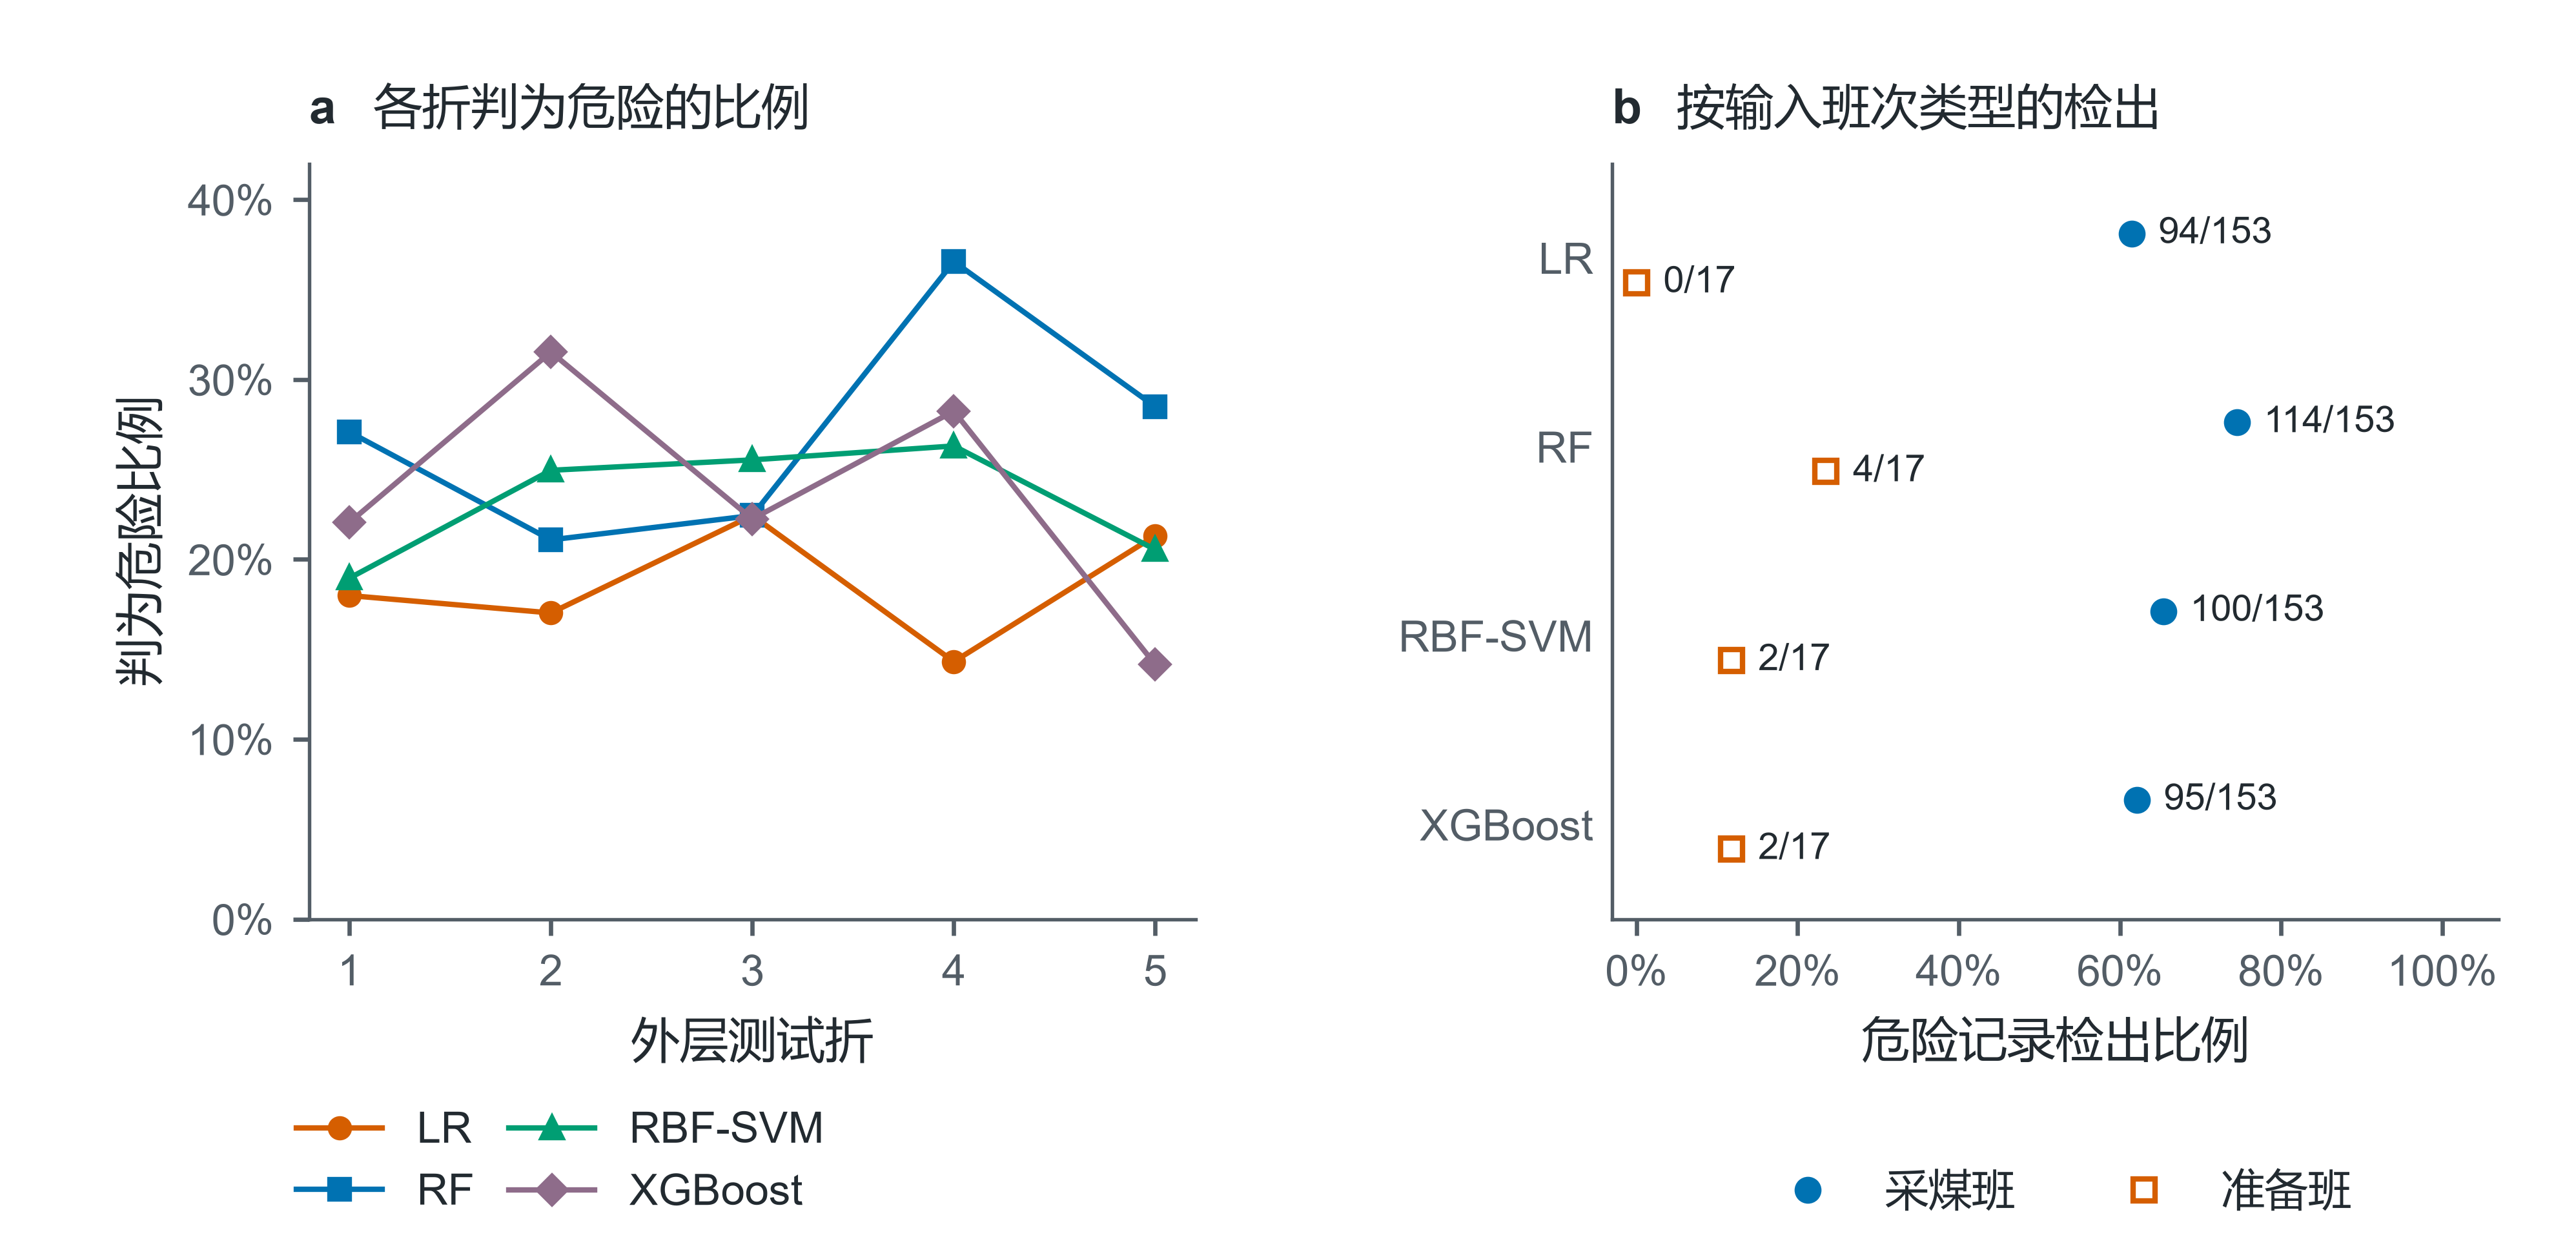 a 各折判为危险的比例
40%
30%
20%
10%
0%
判为危险比例
1 2 3 4 5
外层测试折
LR RBF-SVM
RF XGBoost
b 按输入班次类型的检出
LR
94/153
0/17
RF
114/153
4/17
RBF-SVM
100/153
2/17
XGBoost
95/153
2/17
0% 20% 40% 60% 80% 100%
危险记录检出比例
采煤班 准备班